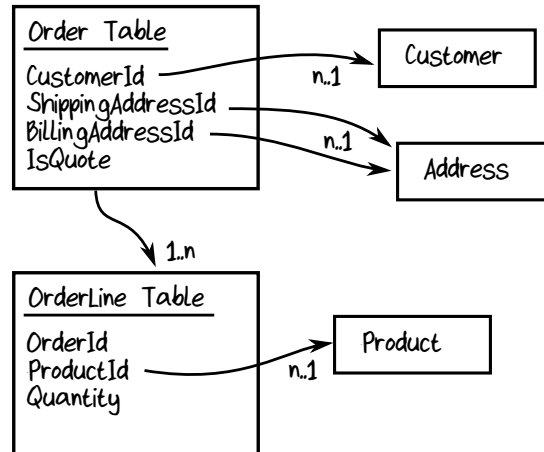 Order Table
CustomerId
ShippingAddressId
BillingAddressId
IsQuote
n..1
Customer
n..1
Address
1..n
OrderLine Table
OrderId
ProductId
Quantity
n..1
Product